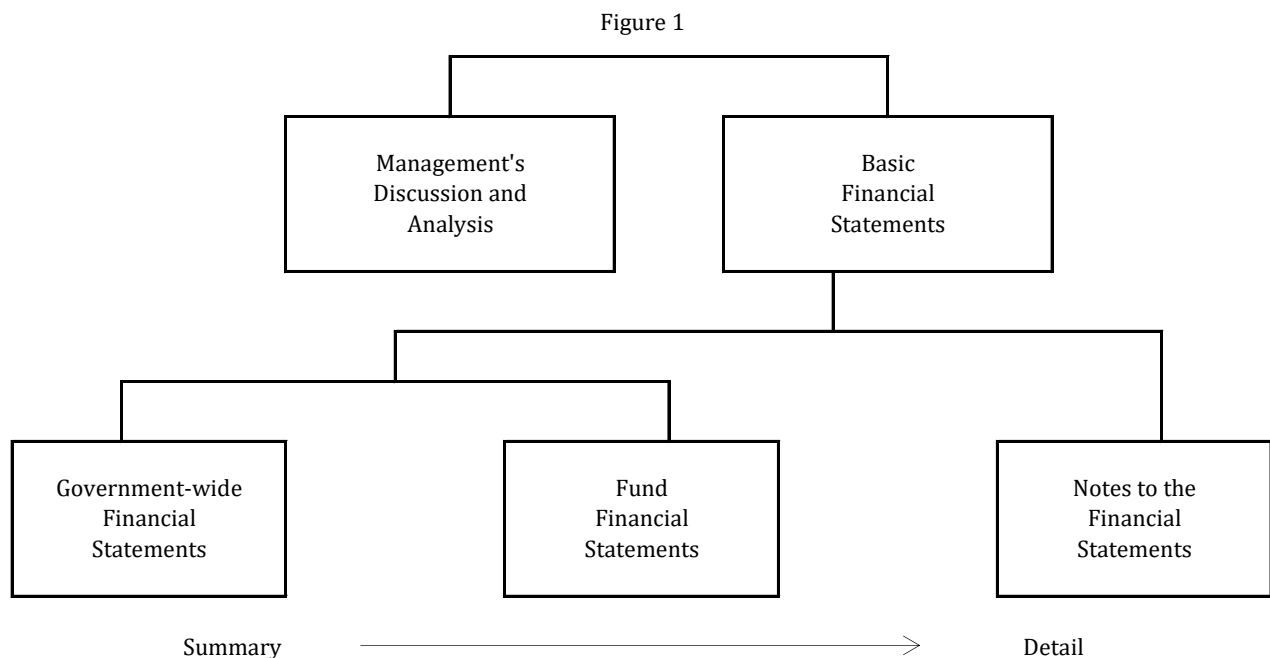 Figure 1
Management's
Discussion and
Analysis
Basic
Financial
Statements
Government-wide
Financial
Statements
Fund
Financial
Statements
Notes to the
Financial
Statements
Summary
Detail